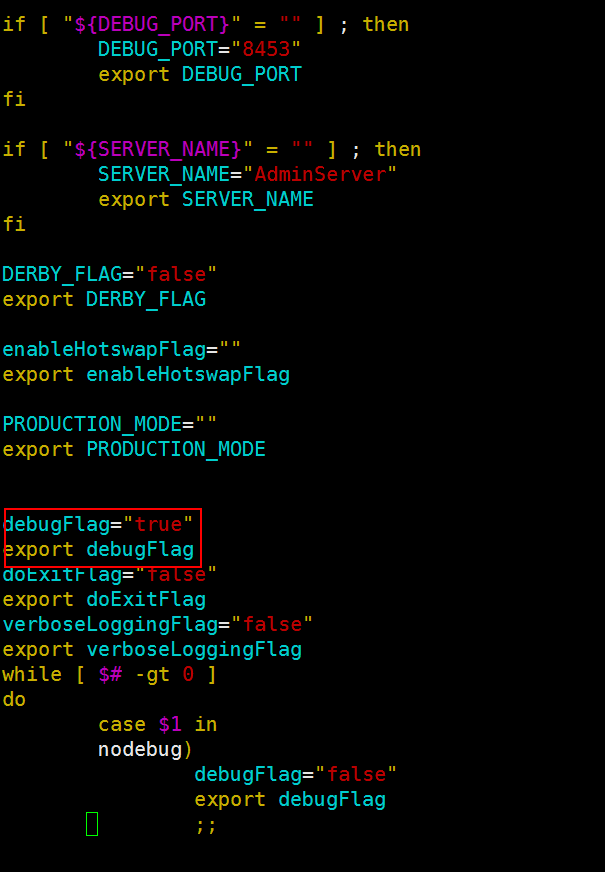 if [ "${DEBUG_PORT}" = "" ] ; then
        DEBUG_PORT="8453"
        export DEBUG_PORT
fi

if [ "${SERVER_NAME}" = "" ] ; then
        SERVER_NAME="AdminServer"
        export SERVER_NAME
fi

DERBY_FLAG="false"
export DERBY_FLAG

enableHotswapFlag=""
export enableHotswapFlag

PRODUCTION_MODE=""
export PRODUCTION_MODE


debugFlag="true"
export debugFlag
doExitFlag="false"
export doExitFlag
verboseLoggingFlag="false"
export verboseLoggingFlag
while [ $# -gt 0 ]
do
        case $1 in
        nodebug)
                debugFlag="false"
                export debugFlag
                ;;